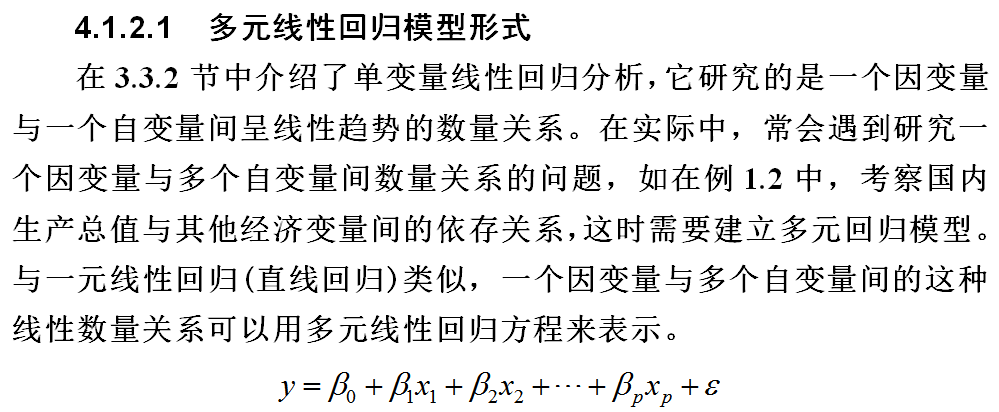 4.1.2.1 多元线性回归模型形式
在 3.3.2 节中介绍了单变量线性回归分析,它研究的是一个因变量
与一个自变量间呈线性趋势的数量关系。在实际中，常会遇到研究一
个因变量与多个自变量间数量关系的问题，如在例 1.2 中，考察国内
生产总值与其他经济变量间的依存关系,这时需要建立多元回归模型。
与一元线性回归(直线回归)类似，一个因变量与多个自变量间的这种
线性数量关系可以用多元线性回归方程来表示。
y = β₀ + β₁x₁ + β₂x₂ + ⋯ + βₚxₚ + ε